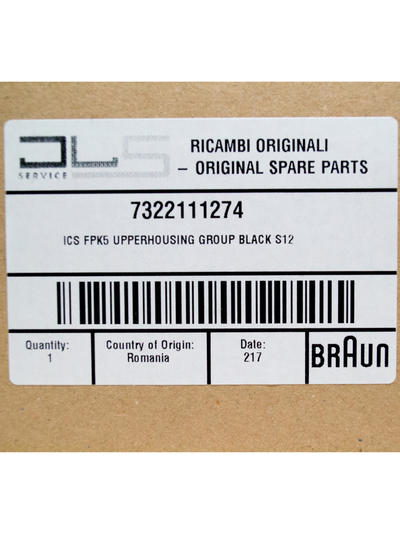 DLS
SERVICE
RICAMBI ORIGINALI
– ORIGINAL SPARE PARTS
7322111274
ICS FPK5 UPPERHOUSING GROUP BLACK S12
Quantity:
1
Country of Origin:
Romania
Date:
217
BRAUN